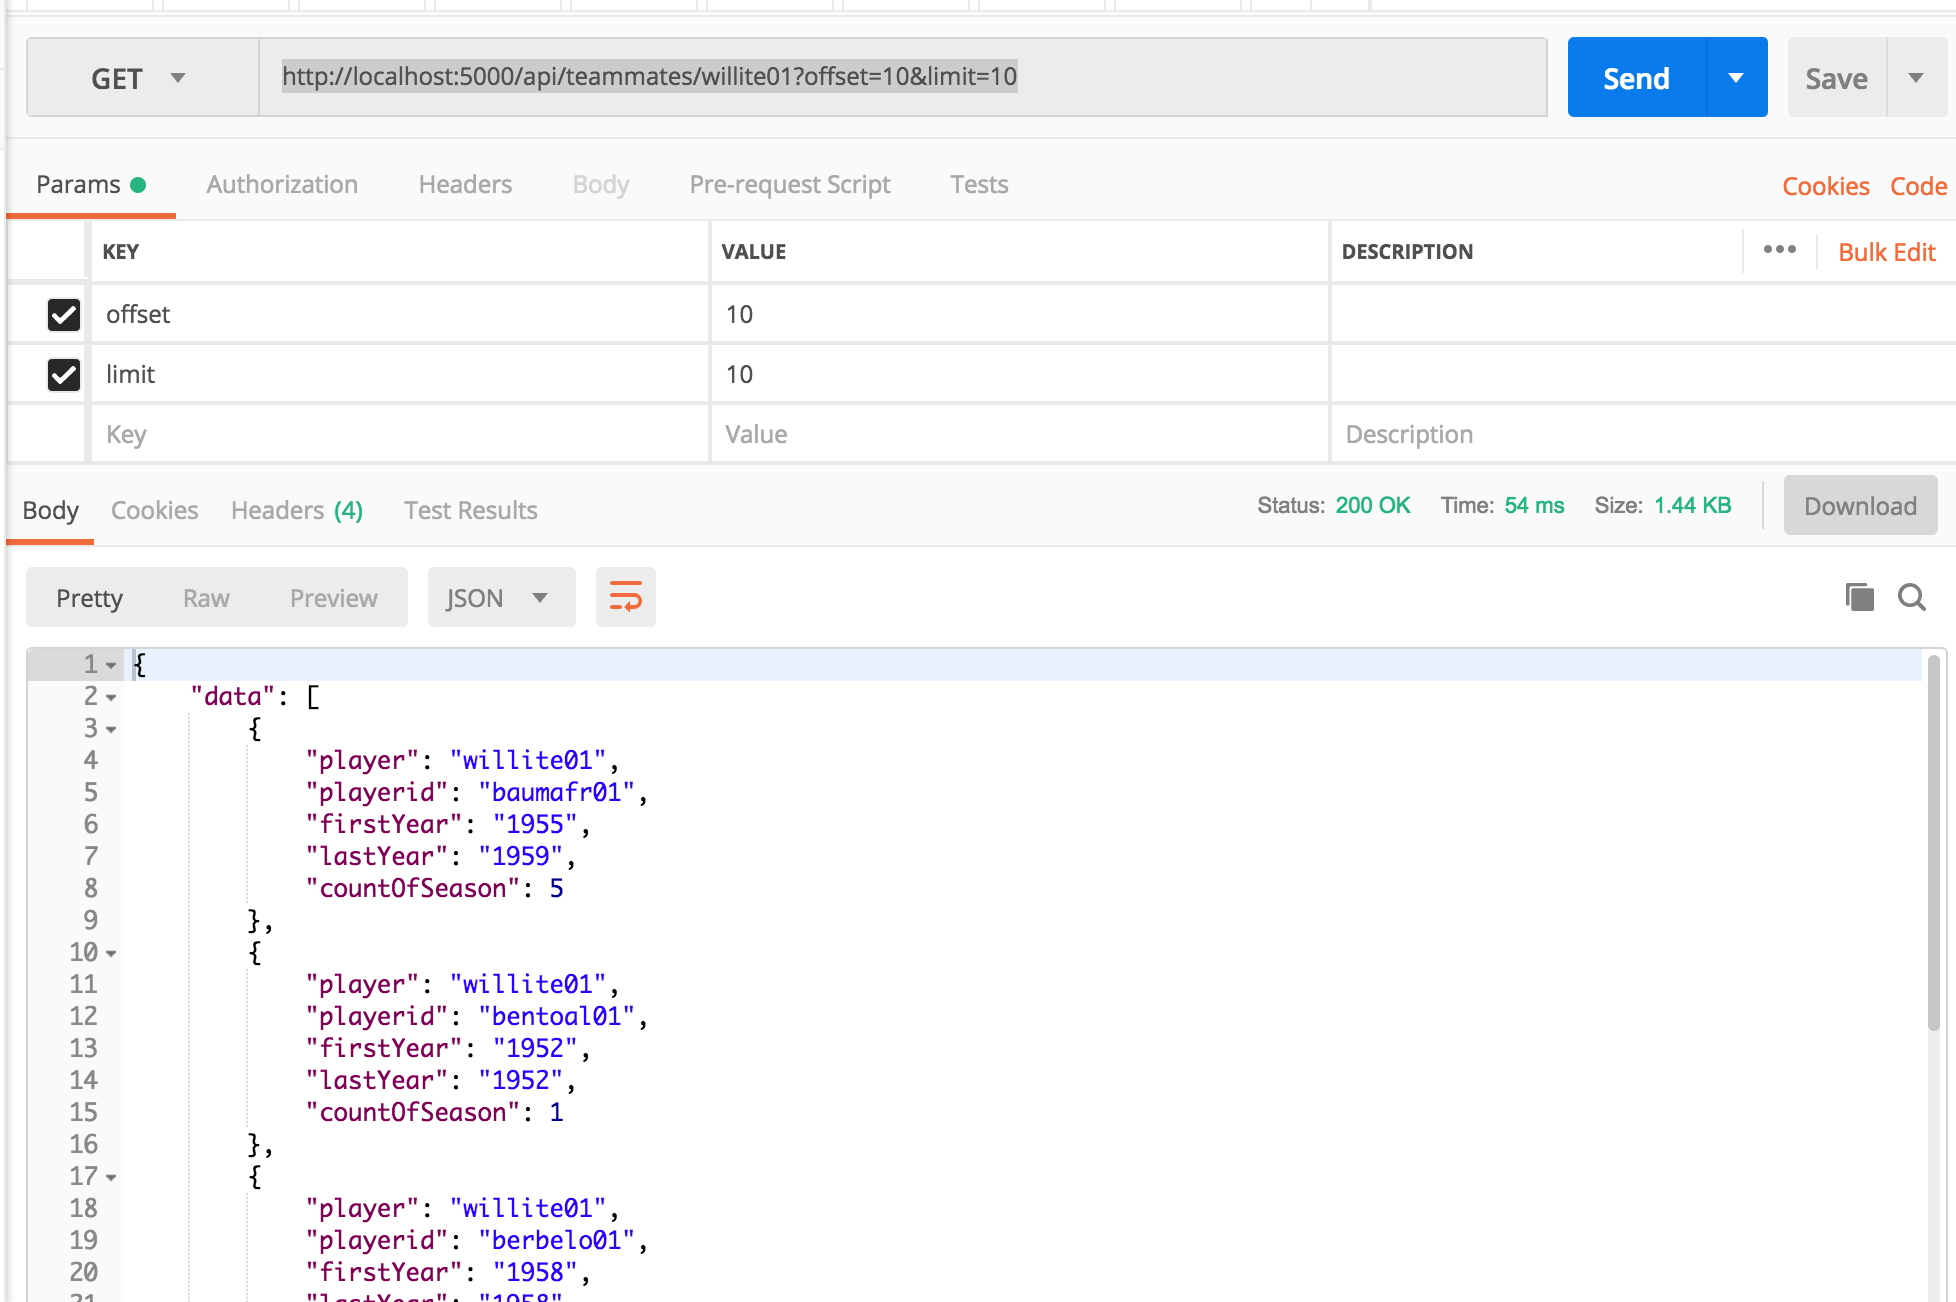 GET http://localhost:5000/api/teammates/willite01?offset=10&limit=10 Send Save
Params Authorization Headers Body Pre-request Script Tests Cookies Code
KEY VALUE DESCRIPTION ••• Bulk Edit
offset 10
limit 10
Key Value Description
Body Cookies Headers (4) Test Results Status: 200 OK Time: 54 ms Size: 1.44 KB Download
Pretty Raw Preview JSON
1 {
2 "data": [
3 {
4 "player": "willite01",
5 "playerid": "baumafr01",
6 "firstYear": "1955",
7 "lastYear": "1959",
8 "countOfSeason": 5
9 },
10 {
11 "player": "willite01",
12 "playerid": "bentoal01",
13 "firstYear": "1952",
14 "lastYear": "1952",
15 "countOfSeason": 1
16 },
17 {
18 "player": "willite01",
19 "playerid": "berbelo01",
20 "firstYear": "1958",
21 "lastYear": "1958"